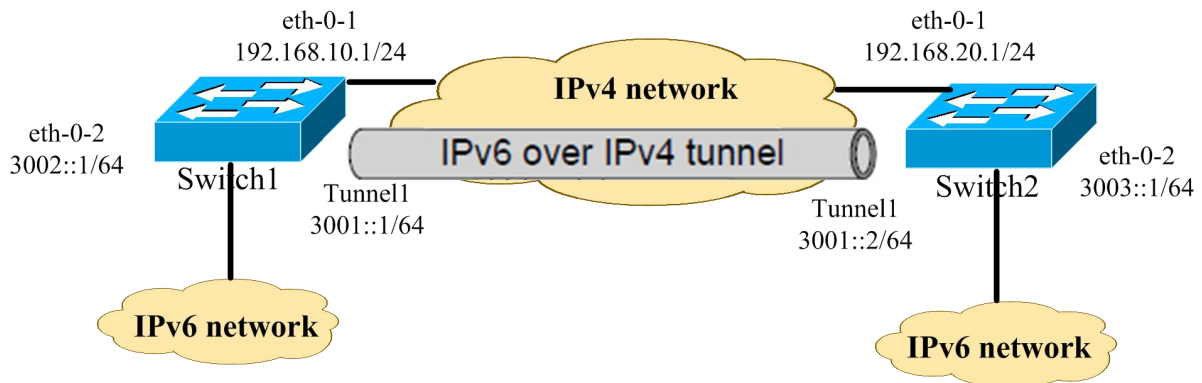 eth-0-1
192.168.10.1/24
eth-0-1
192.168.20.1/24
IPv4 network
eth-0-2
3002::1/64
IPv6 over IPv4 tunnel
eth-0-2
3003::1/64
Switch1
Switch2
Tunnel1
3001::1/64
Tunnel1
3001::2/64
IPv6 network
IPv6 network